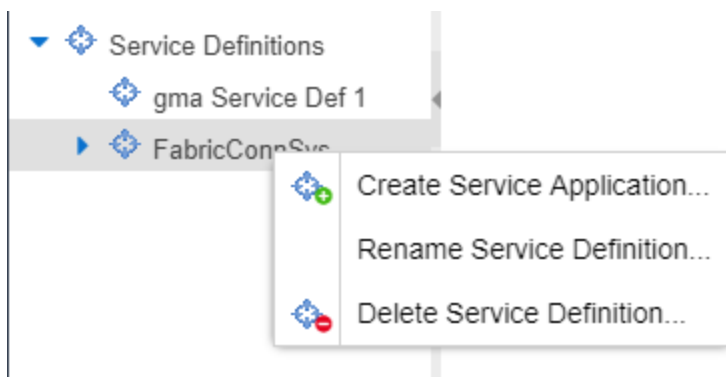 Service Definitions
gma Service Def 1
FabricConnSys
Create Service Application...
Rename Service Definition...
Delete Service Definition...